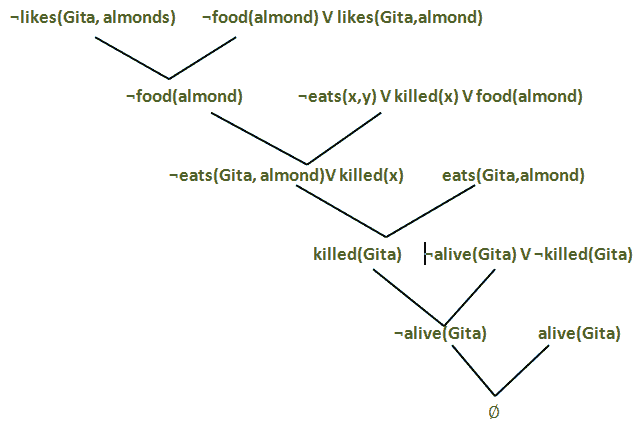 ¬likes(Gita, almonds) ¬food(almond) V likes(Gita,almond)
¬food(almond) ¬eats(x,y) V killed(x) V food(almond)
¬eats(Gita, almond)V killed(x) eats(Gita,almond)
killed(Gita) ¬alive(Gita) V ¬killed(Gita)
¬alive(Gita) alive(Gita)
∅